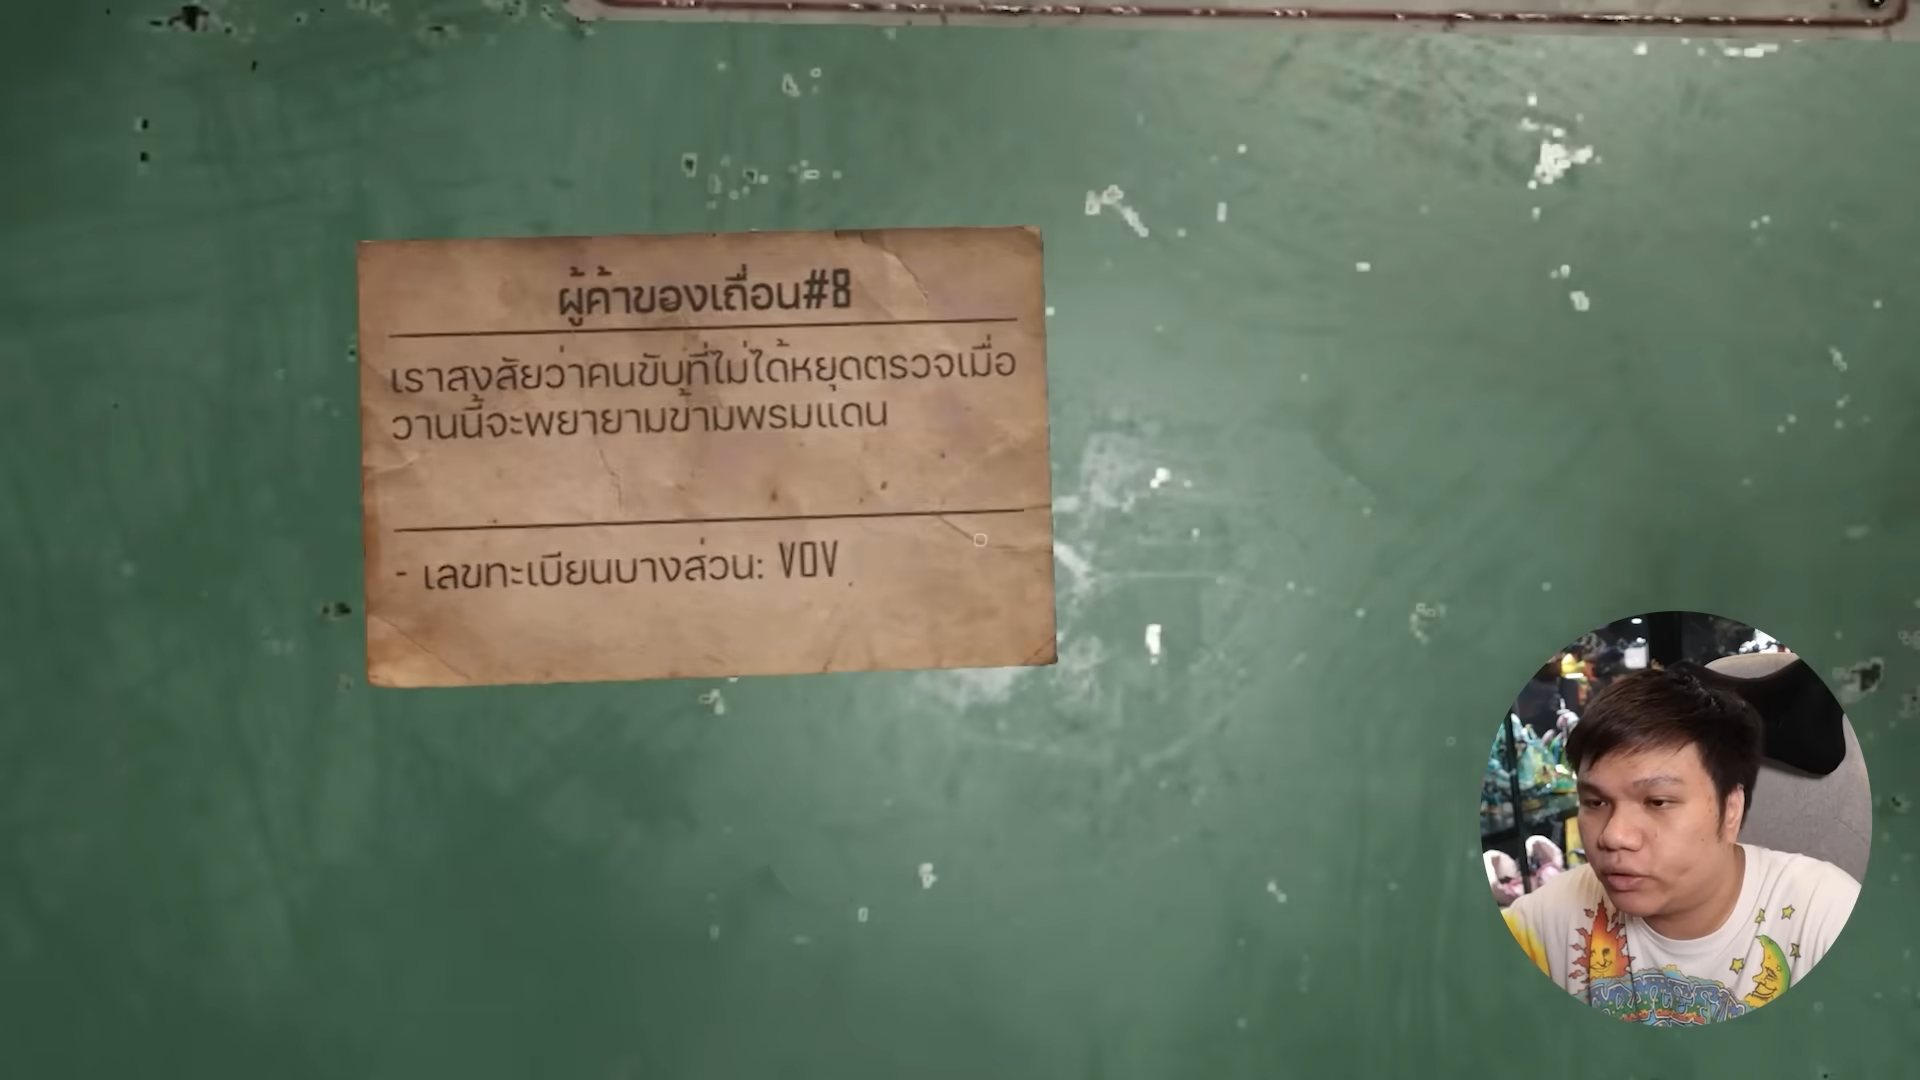 ผู้ค้าของเถื่อน#8
เราสงสัยว่าคนขับที่ไม่ได้หยุดตรวจเมื่อ
วานนี้จะพยายามข้ามพรมแดน
- เลขทะเบียนบางส่วน: VOV